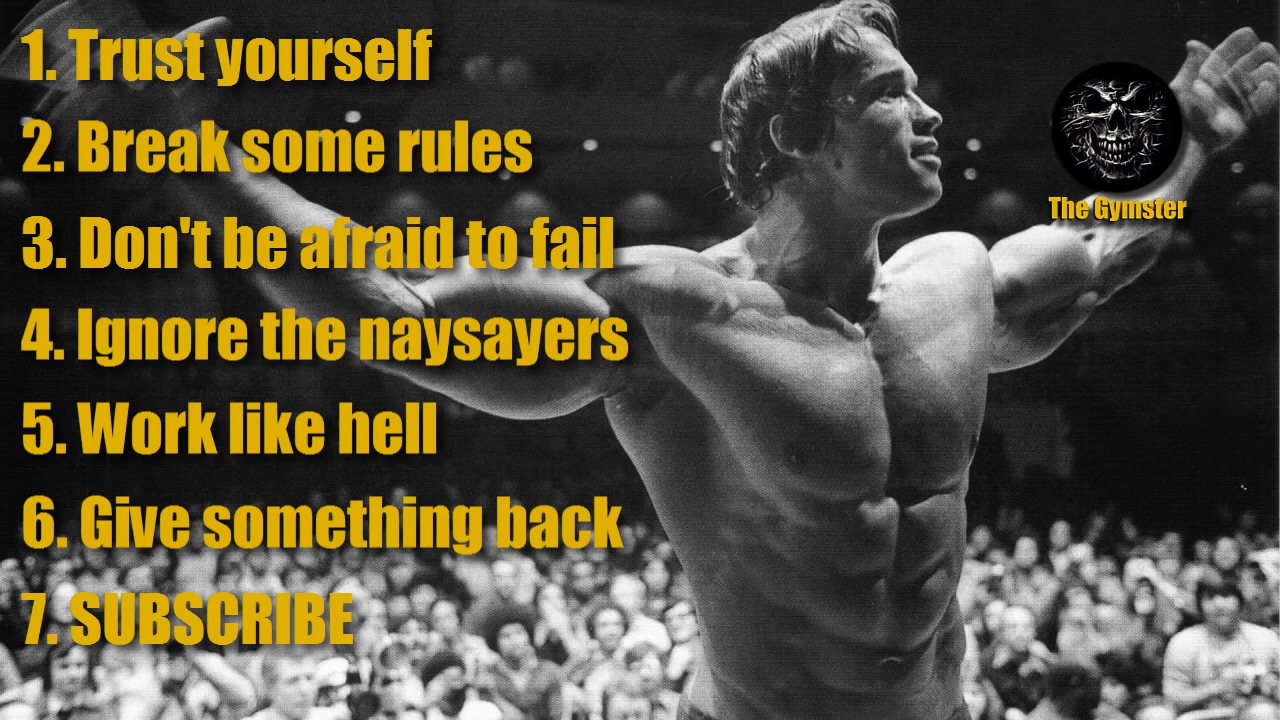 1. Trust yourself
2. Break some rules
3. Don't be afraid to fail
4. Ignore the naysayers
5. Work like hell
6. Give something back
7. SUBSCRIBE
The Gymster